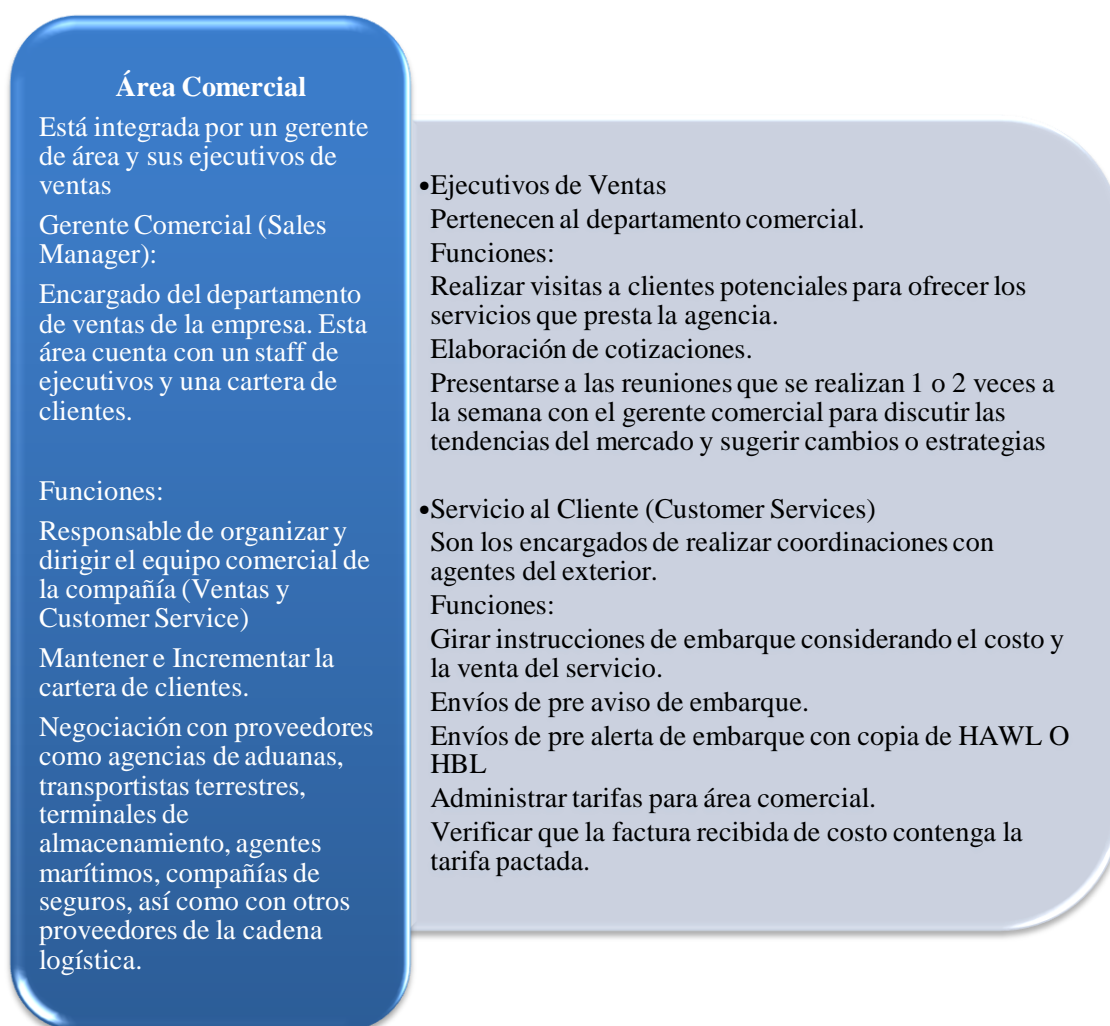 Área Comercial
Está integrada por un gerente
de área y sus ejecutivos de
ventas
Gerente Comercial (Sales
Manager):
Encargado del departamento
de ventas de la empresa. Esta
área cuenta con un staff de
ejecutivos y una cartera de
clientes.
Funciones:
Responsable de organizar y
dirigir el equipo comercial de
la compañía (Ventas y
Customer Service)
Mantener e Incrementar la
cartera de clientes.
Negociación con proveedores
como agencias de aduanas,
transportistas terrestres,
terminales de
almacenamiento, agentes
marítimos, compañías de
seguros, así como con otros
proveedores de la cadena
logística.
•Ejecutivos de Ventas
Pertenecen al departamento comercial.
Funciones:
Realizar visitas a clientes potenciales para ofrecer los
servicios que presta la agencia.
Elaboración de cotizaciones.
Presentarse a las reuniones que se realizan 1 o 2 veces a
la semana con el gerente comercial para discutir las
tendencias del mercado y sugerir cambios o estrategias
•Servicio al Cliente (Customer Services)
Son los encargados de realizar coordinaciones con
agentes del exterior.
Funciones:
Girar instrucciones de embarque considerando el costo y
la venta del servicio.
Envíos de pre aviso de embarque.
Envíos de pre alerta de embarque con copia de HAWL O
HBL
Administrar tarifas para área comercial.
Verificar que la factura recibida de costo contenga la
tarifa pactada.